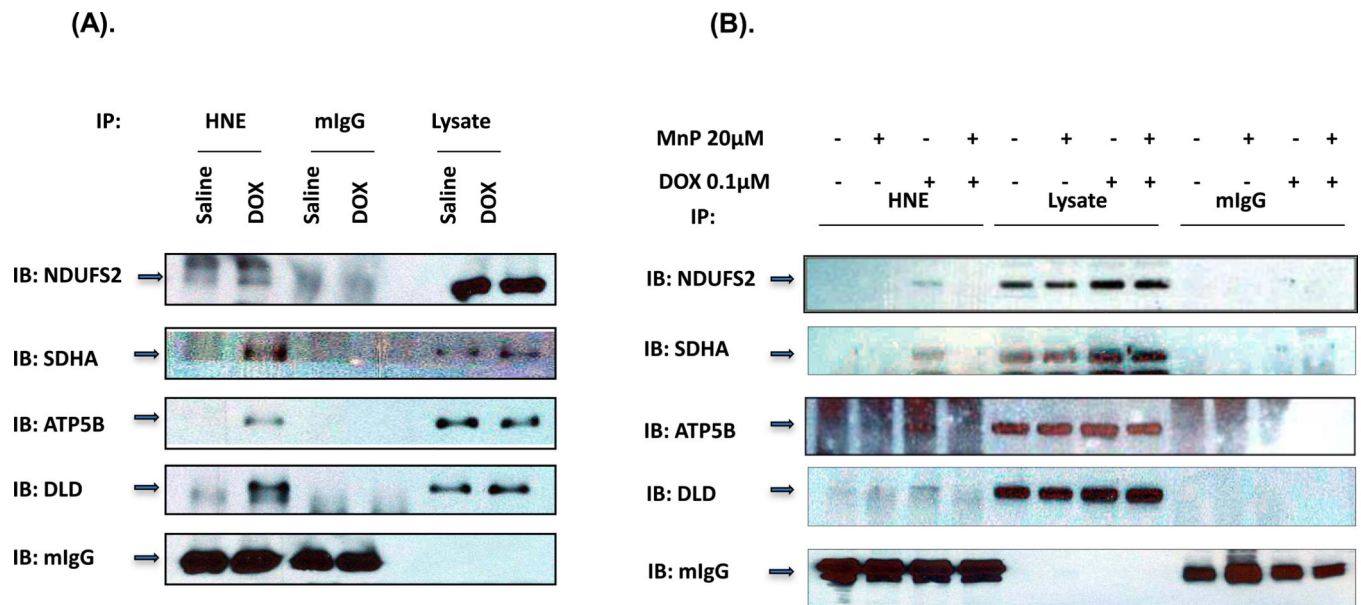 (A).
IP: HNE mIgG Lysate
Saline DOX Saline DOX Saline DOX
IB: NDUFS2
IB: SDHA
IB: ATP5B
IB: DLD
IB: mIgG
(B).
MnP 20μM - + - + - + - + - + - +
DOX 0.1μM - - + + - - + + - - + +
IP: HNE Lysate mIgG
IB: NDUFS2
IB: SDHA
IB: ATP5B
IB: DLD
IB: mIgG